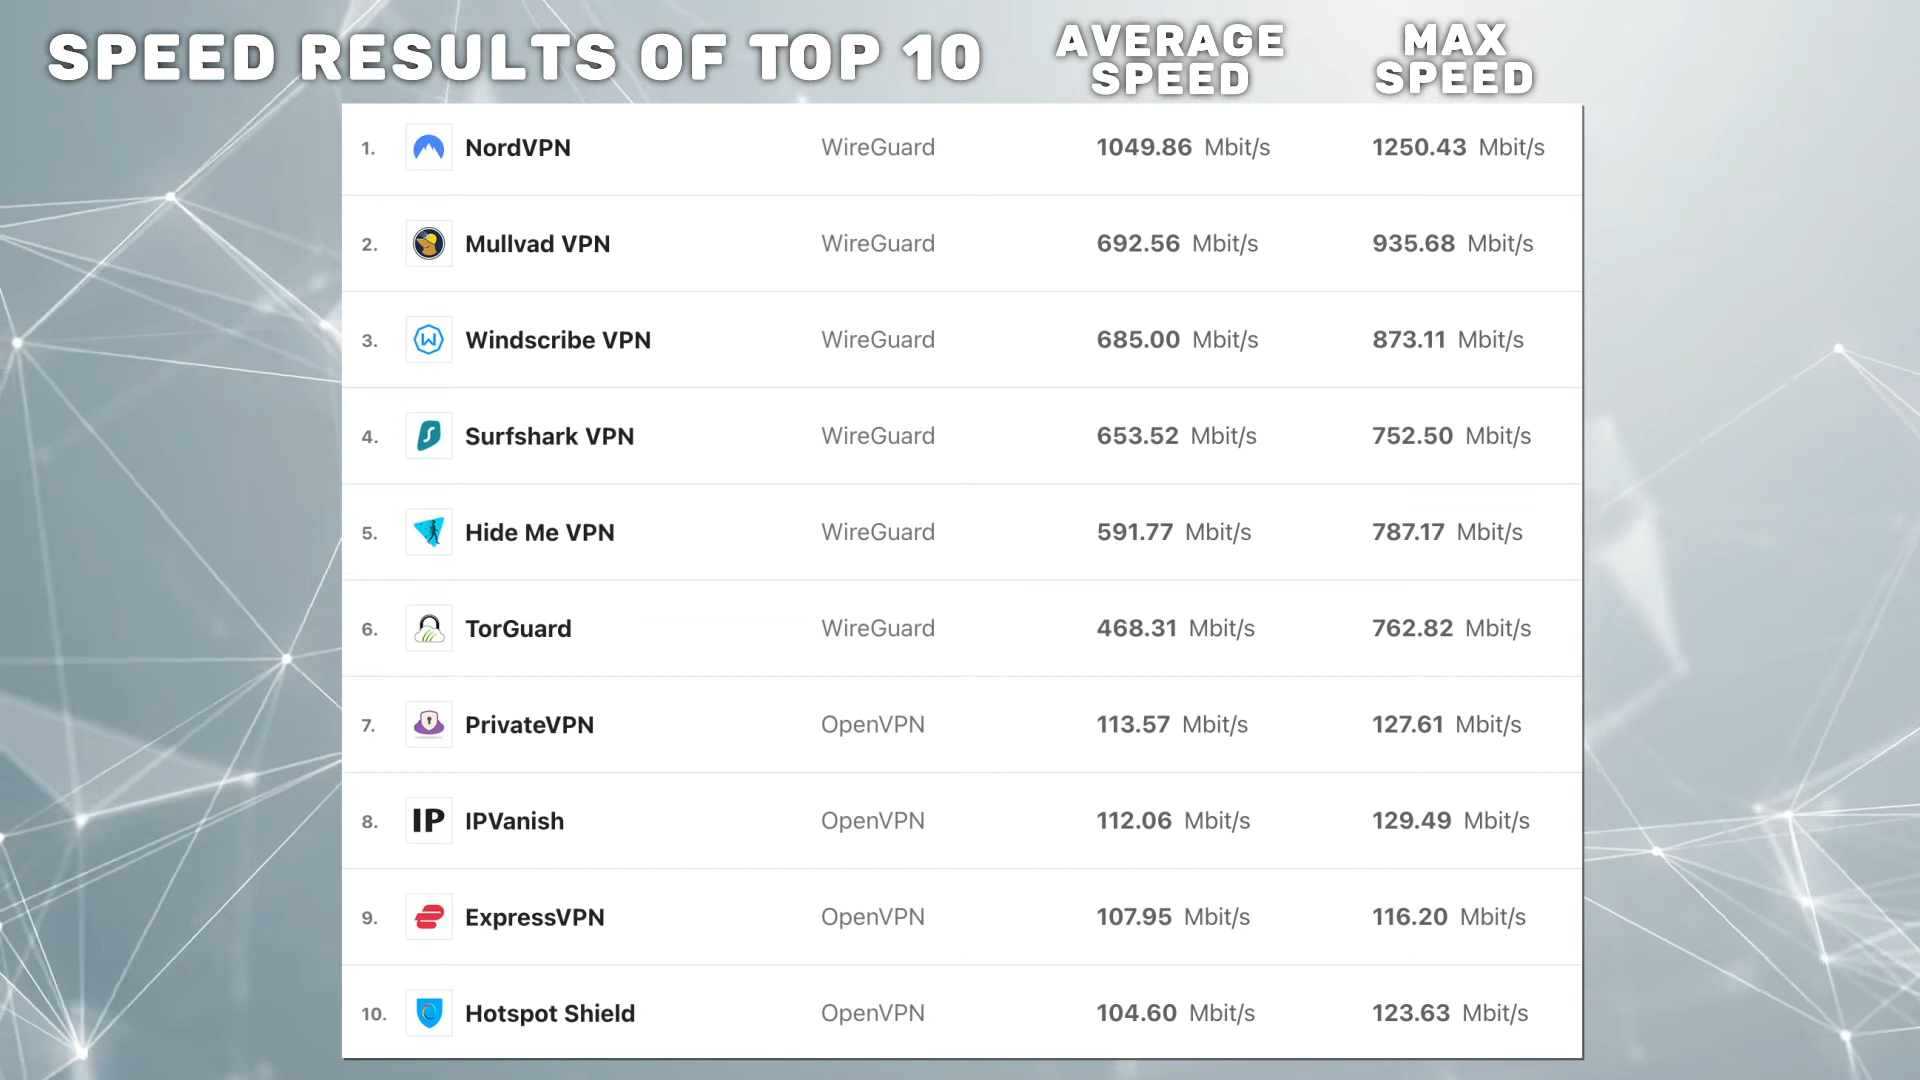 SPEED RESULTS OF TOP 10
AVERAGE SPEED
MAX SPEED
1. NordVPN WireGuard 1049.86 Mbit/s 1250.43 Mbit/s
2. Mullvad VPN WireGuard 692.56 Mbit/s 935.68 Mbit/s
3. Windscribe VPN WireGuard 685.00 Mbit/s 873.11 Mbit/s
4. Surfshark VPN WireGuard 653.52 Mbit/s 752.50 Mbit/s
5. Hide Me VPN WireGuard 591.77 Mbit/s 787.17 Mbit/s
6. TorGuard WireGuard 468.31 Mbit/s 762.82 Mbit/s
7. PrivateVPN OpenVPN 113.57 Mbit/s 127.61 Mbit/s
8. IP IPVanish OpenVPN 112.06 Mbit/s 129.49 Mbit/s
9. ExpressVPN OpenVPN 107.95 Mbit/s 116.20 Mbit/s
10. Hotspot Shield OpenVPN 104.60 Mbit/s 123.63 Mbit/s